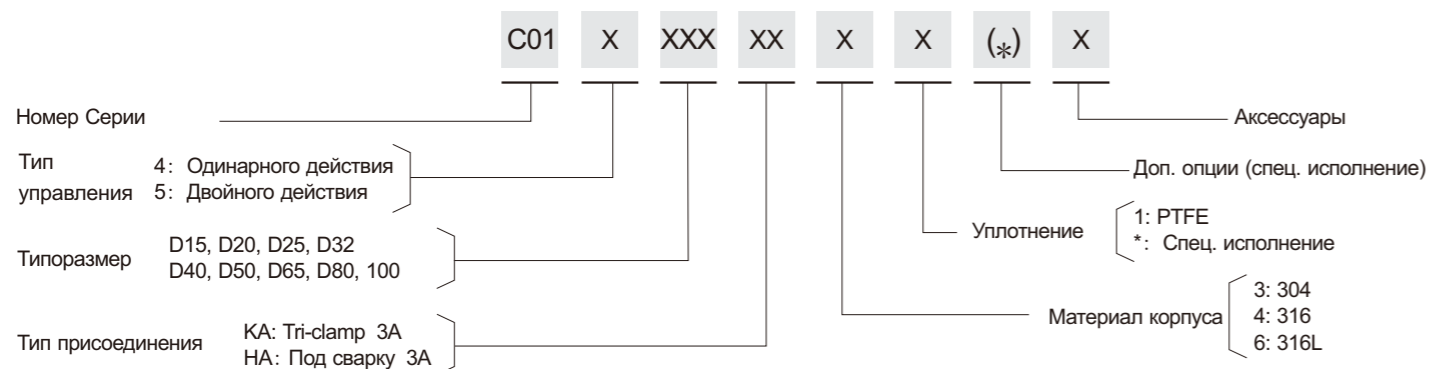 C01 X XXX XX X X (*) X
Номер Серии
Аксессуары
Тип управления
4: Одинарного действия
5: Двойного действия
Доп. опции (спец. исполнение)
Уплотнение
1: PTFE
*: Спец. исполнение
Типоразмер
D15, D20, D25, D32
D40, D50, D65, D80, 100
Материал корпуса
3: 304
4: 316
6: 316L
Тип присоединения
KA: Tri-clamp 3A
HA: Под сварку 3A